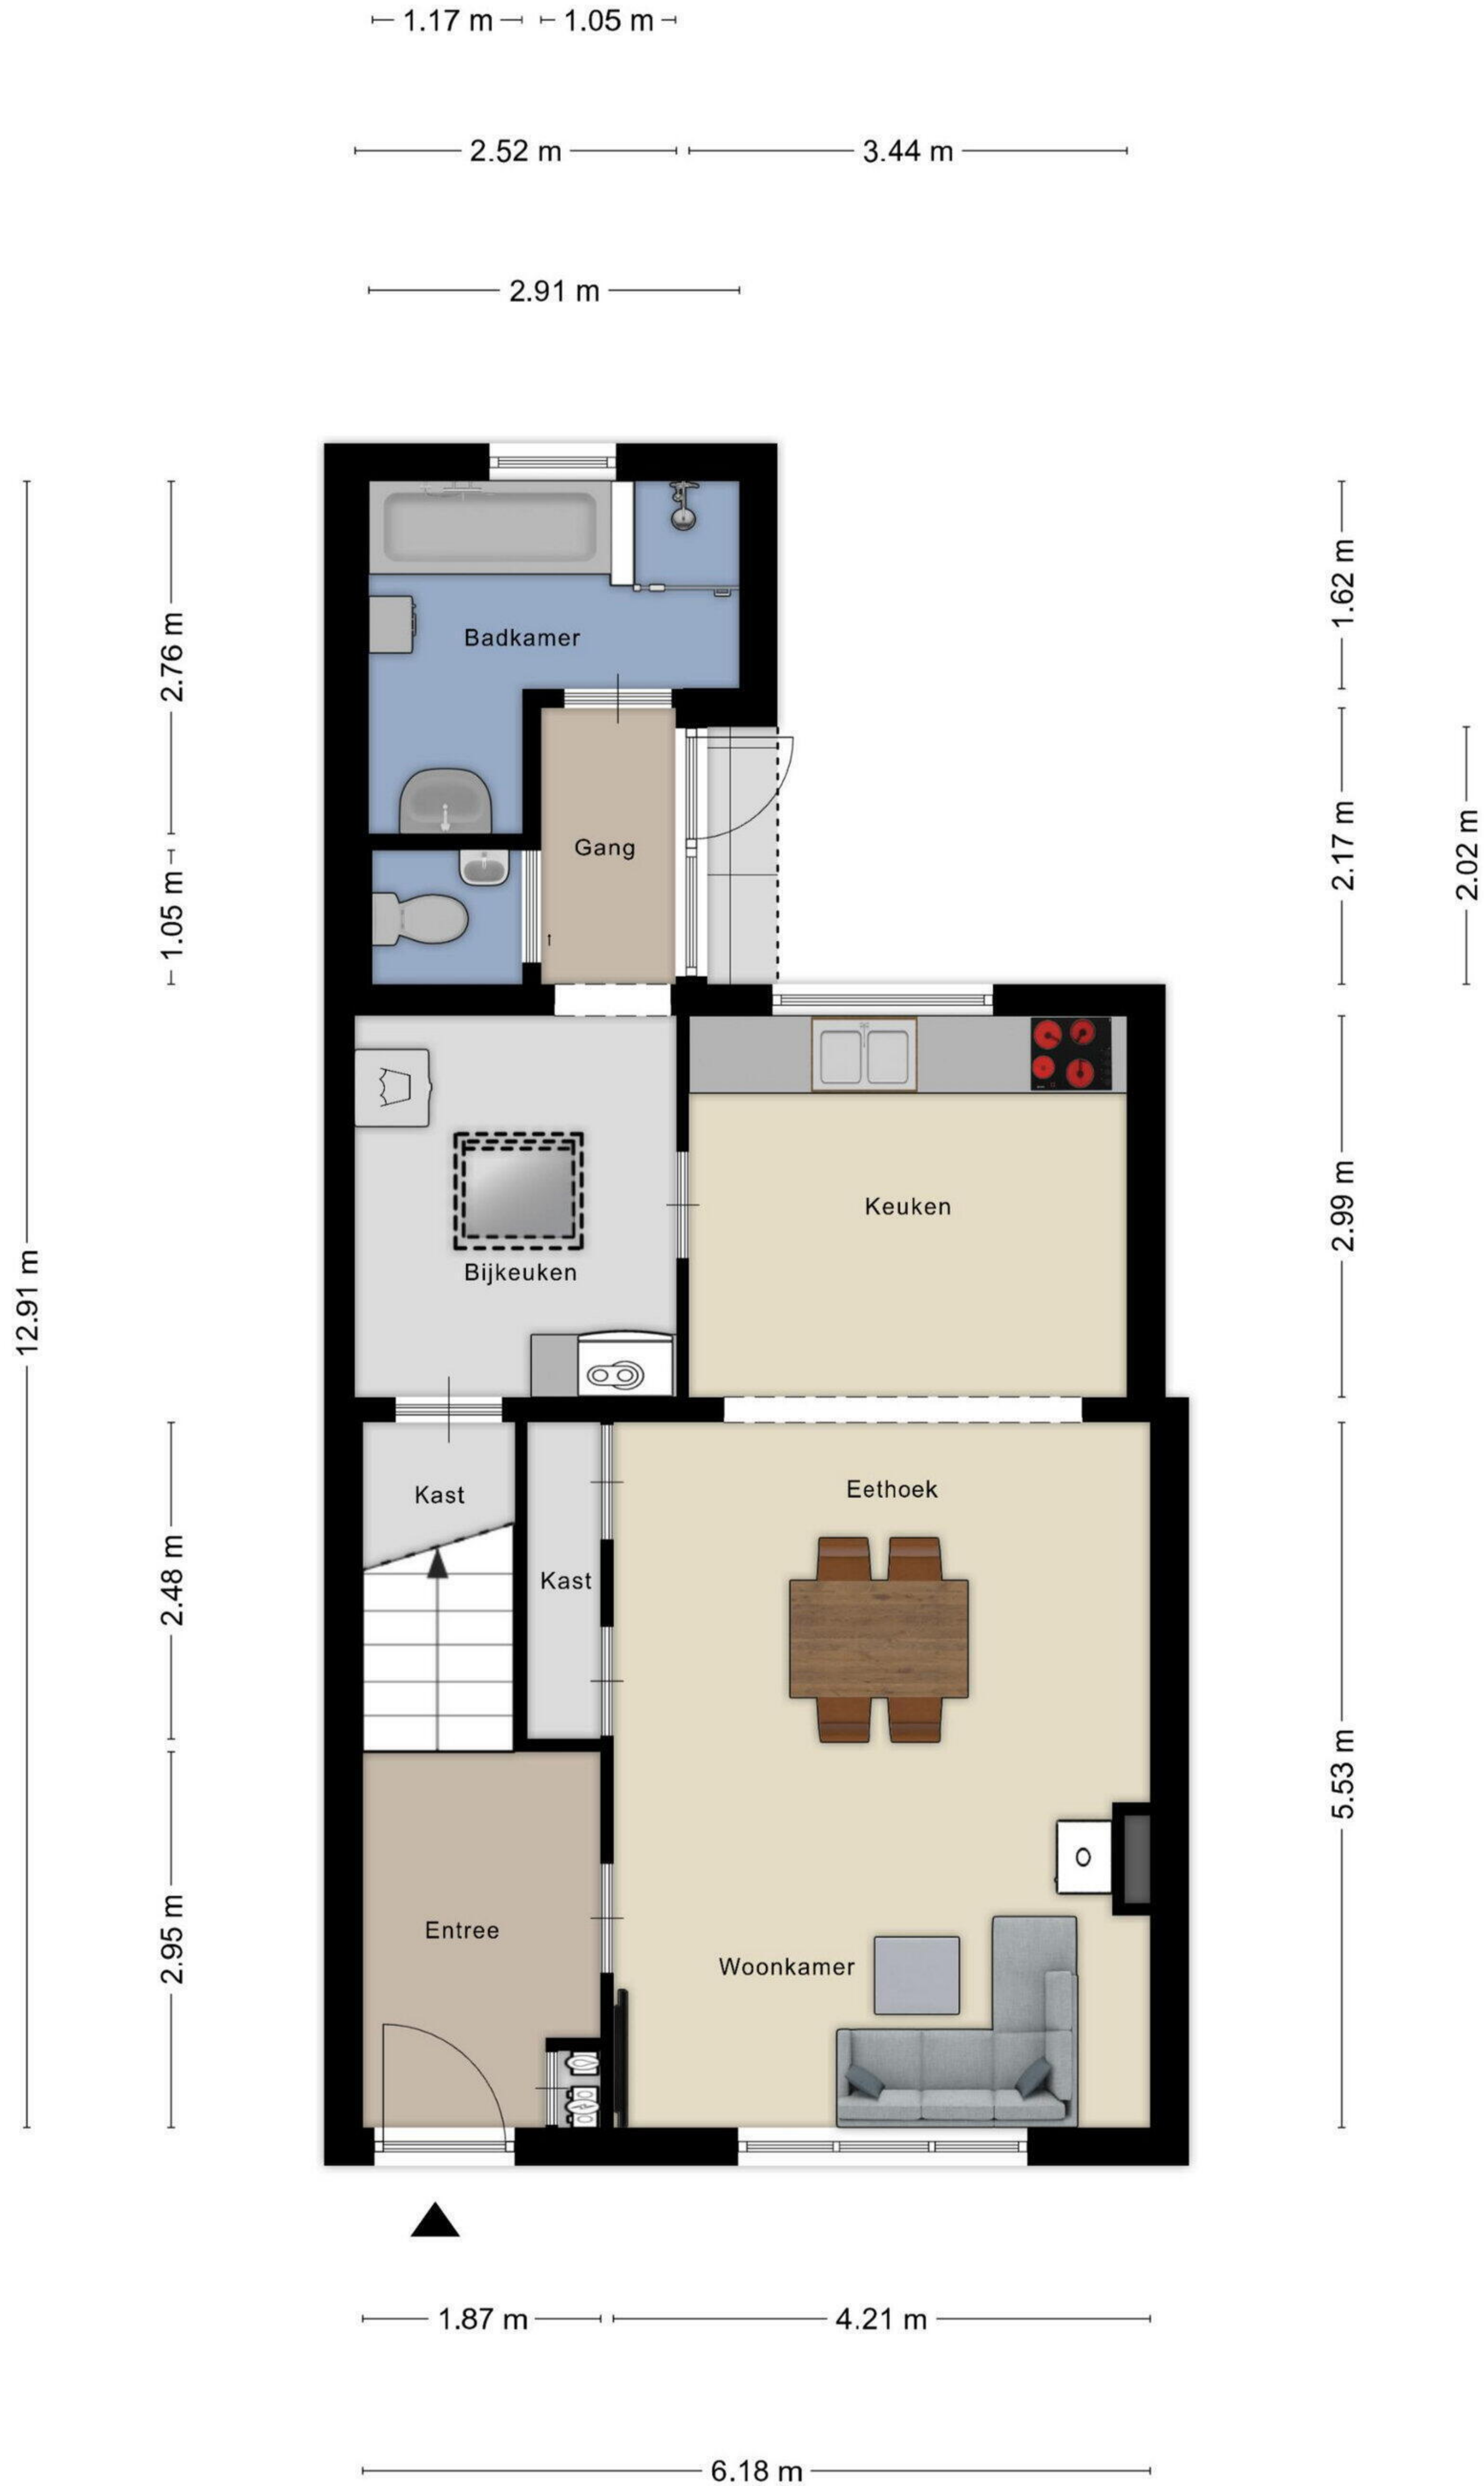 1.17 m 1.05 m
2.52 m 3.44 m
2.91 m
12.91 m
2.76 m
1.05 m
2.48 m
2.95 m
Badkamer
Gang
Bijkeuken
Keuken
Kast
Eethoek
Kast
Entree
Woonkamer
1.62 m
2.17 m
2.02 m
2.99 m
5.53 m
1.87 m 4.21 m
6.18 m